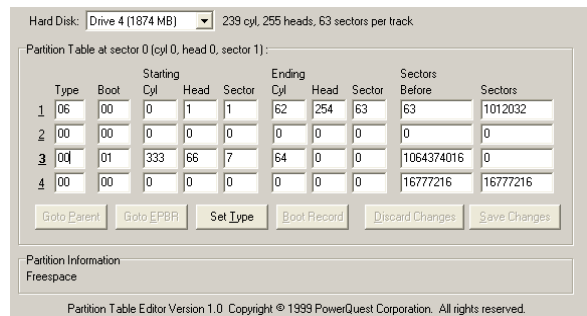 Hard Disk: Drive 4 (1874 MB) 239 cyl, 255 heads, 63 sectors per track
Partition Table at sector 0 (cyl 0, head 0, sector 1) :
Starting Ending Sectors
Type Boot Cyl Head Sector Cyl Head Sector Before Sectors
1 06 00 0 1 1 62 254 63 63 1012032
2 00 00 0 0 0 0 0 0 0 0
3 00 01 333 66 7 64 0 0 1064374016 0
4 00 00 0 0 0 0 0 0 16777216 16777216
Goto Parent Goto EPBR Set Type Boot Record Discard Changes Save Changes
Partition Information
Freespace
Partition Table Editor Version 1.0 Copyright © 1999 PowerQuest Corporation. All rights reserved.